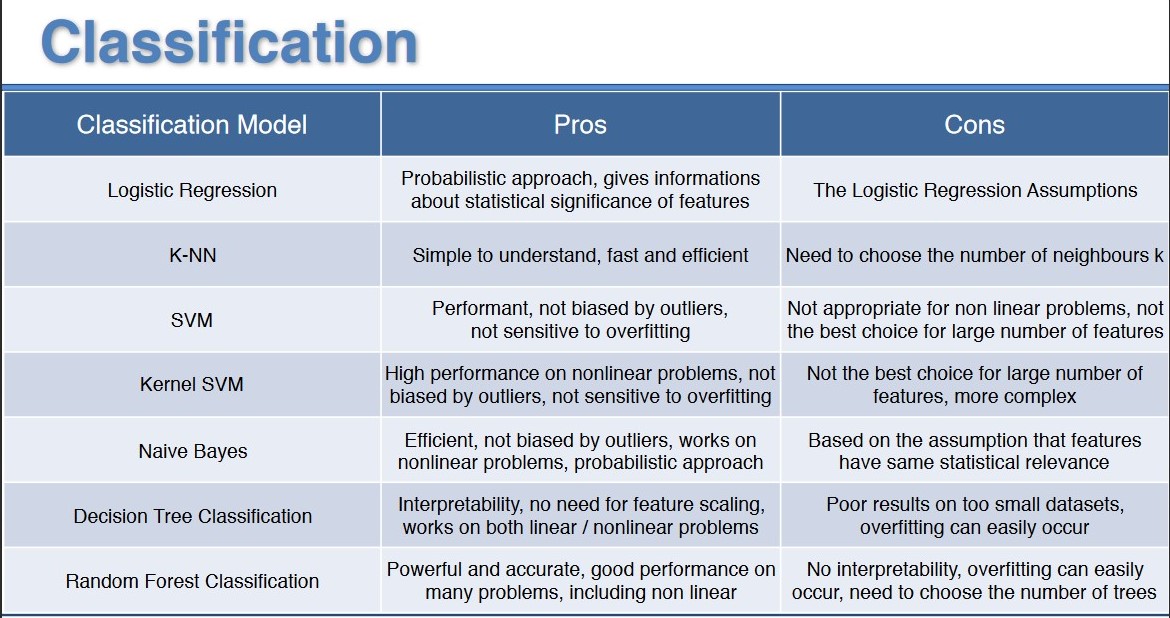 Classification
Classification Model
Pros
Cons
Logistic Regression
Probabilistic approach, gives informations
about statistical significance of features
The Logistic Regression Assumptions
K-NN
Simple to understand, fast and efficient
Need to choose the number of neighbours k
SVM
Performant, not biased by outliers,
not sensitive to overfitting
Not appropriate for non linear problems, not
the best choice for large number of features
Kernel SVM
High performance on nonlinear problems, not
biased by outliers, not sensitive to overfitting
Not the best choice for large number of
features, more complex
Naive Bayes
Efficient, not biased by outliers, works on
nonlinear problems, probabilistic approach
Based on the assumption that features
have same statistical relevance
Decision Tree Classification
Interpretability, no need for feature scaling,
works on both linear / nonlinear problems
Poor results on too small datasets,
overfitting can easily occur
Random Forest Classification
Powerful and accurate, good performance on
many problems, including non linear
No interpretability, overfitting can easily
occur, need to choose the number of trees